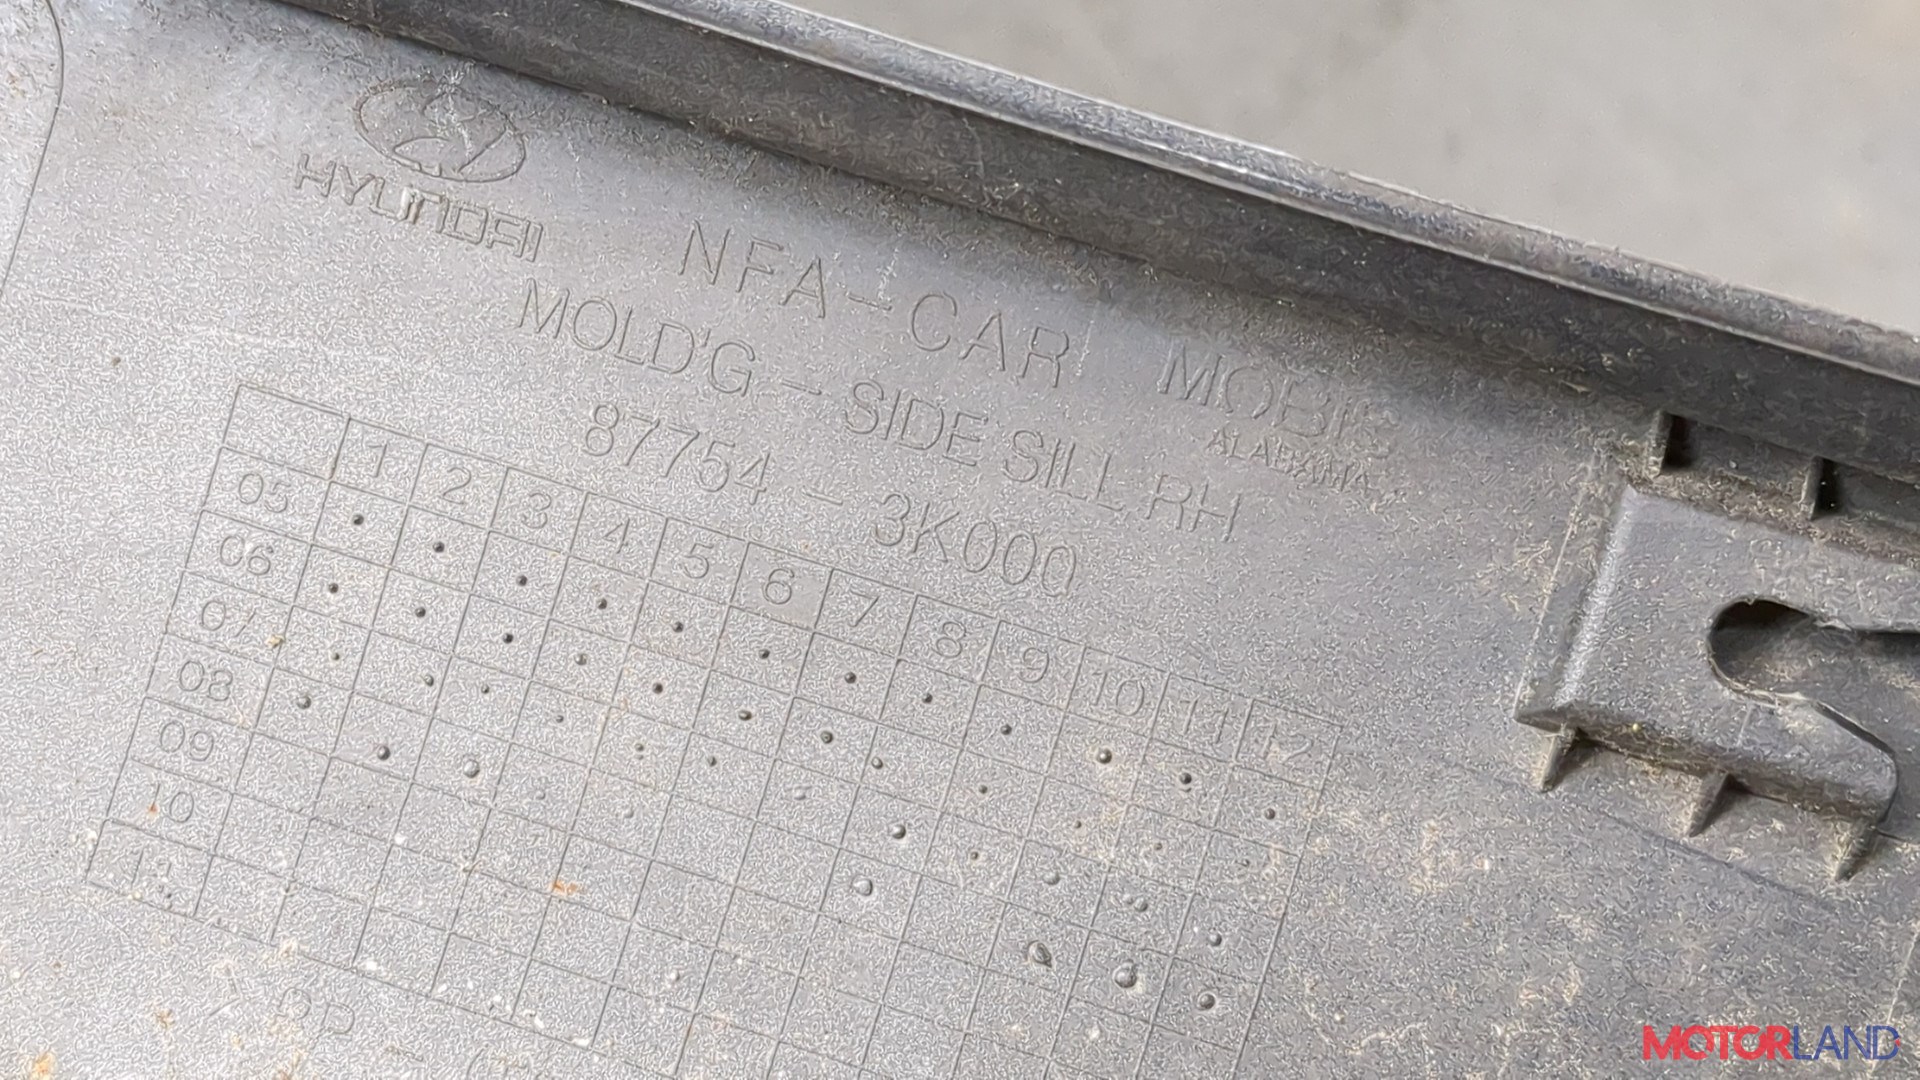 HYUNDAI
NFA-CAR MOBIS
ALABAMA
MOLD'G - SIDE SILL RH
87754 - 3K000
1 2 3 4 5 6 7 8 9 10 11 12
05
06
07
08
09
10
11
MOTORLAND